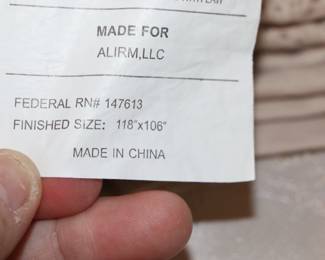 MADE FOR
ALIRM,LLC
FEDERAL RN# 147613
FINISHED SIZE: 118"x106"
MADE IN CHINA